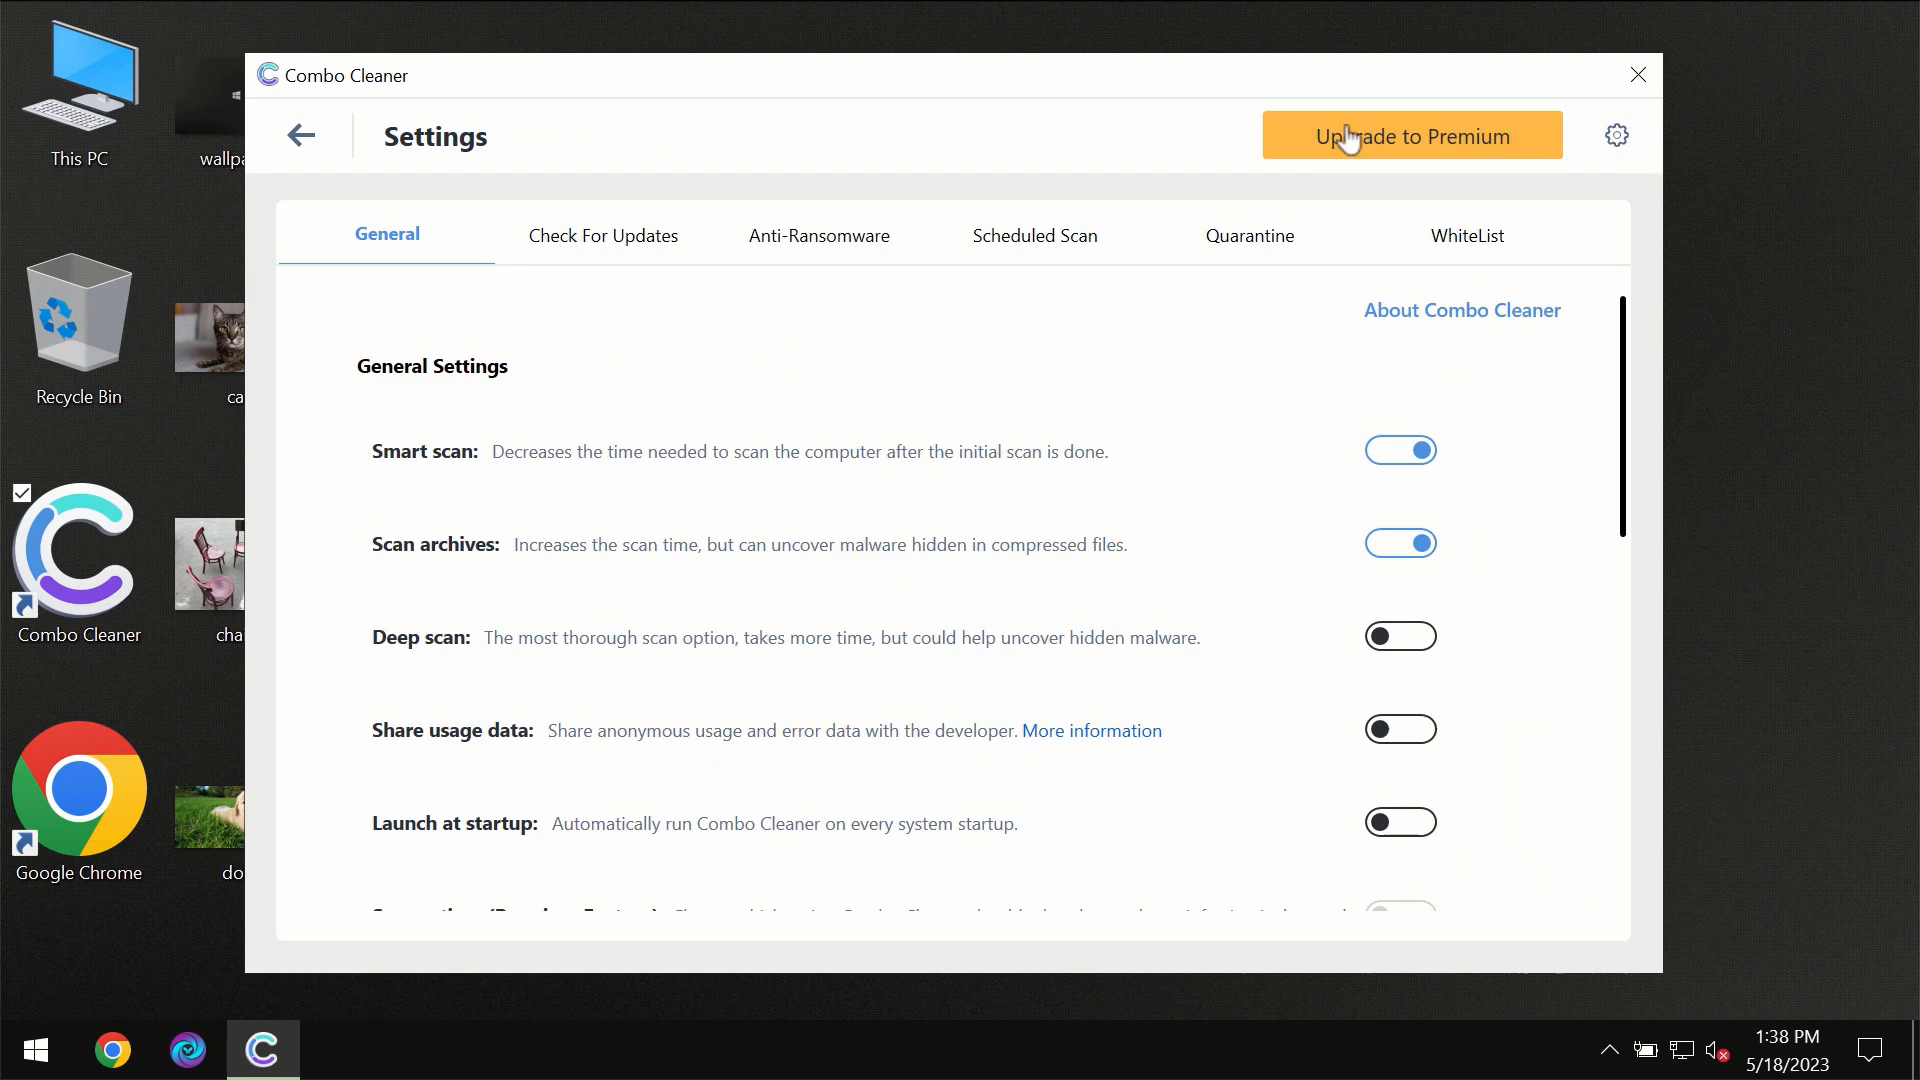 This PC
wallpa
Recycle Bin
ca
Combo Cleaner
chai
Google Chrome
do
Combo Cleaner
Settings
Upgrade to Premium
General
Check For Updates
Anti-Ransomware
Scheduled Scan
Quarantine
WhiteList
About Combo Cleaner
General Settings
Smart scan: Decreases the time needed to scan the computer after the initial scan is done.
Scan archives: Increases the scan time, but can uncover malware hidden in compressed files.
Deep scan: The most thorough scan option, takes more time, but could help uncover hidden malware.
Share usage data: Share anonymous usage and error data with the developer. More information
Launch at startup: Automatically run Combo Cleaner on every system startup.
1:38 PM
5/18/2023